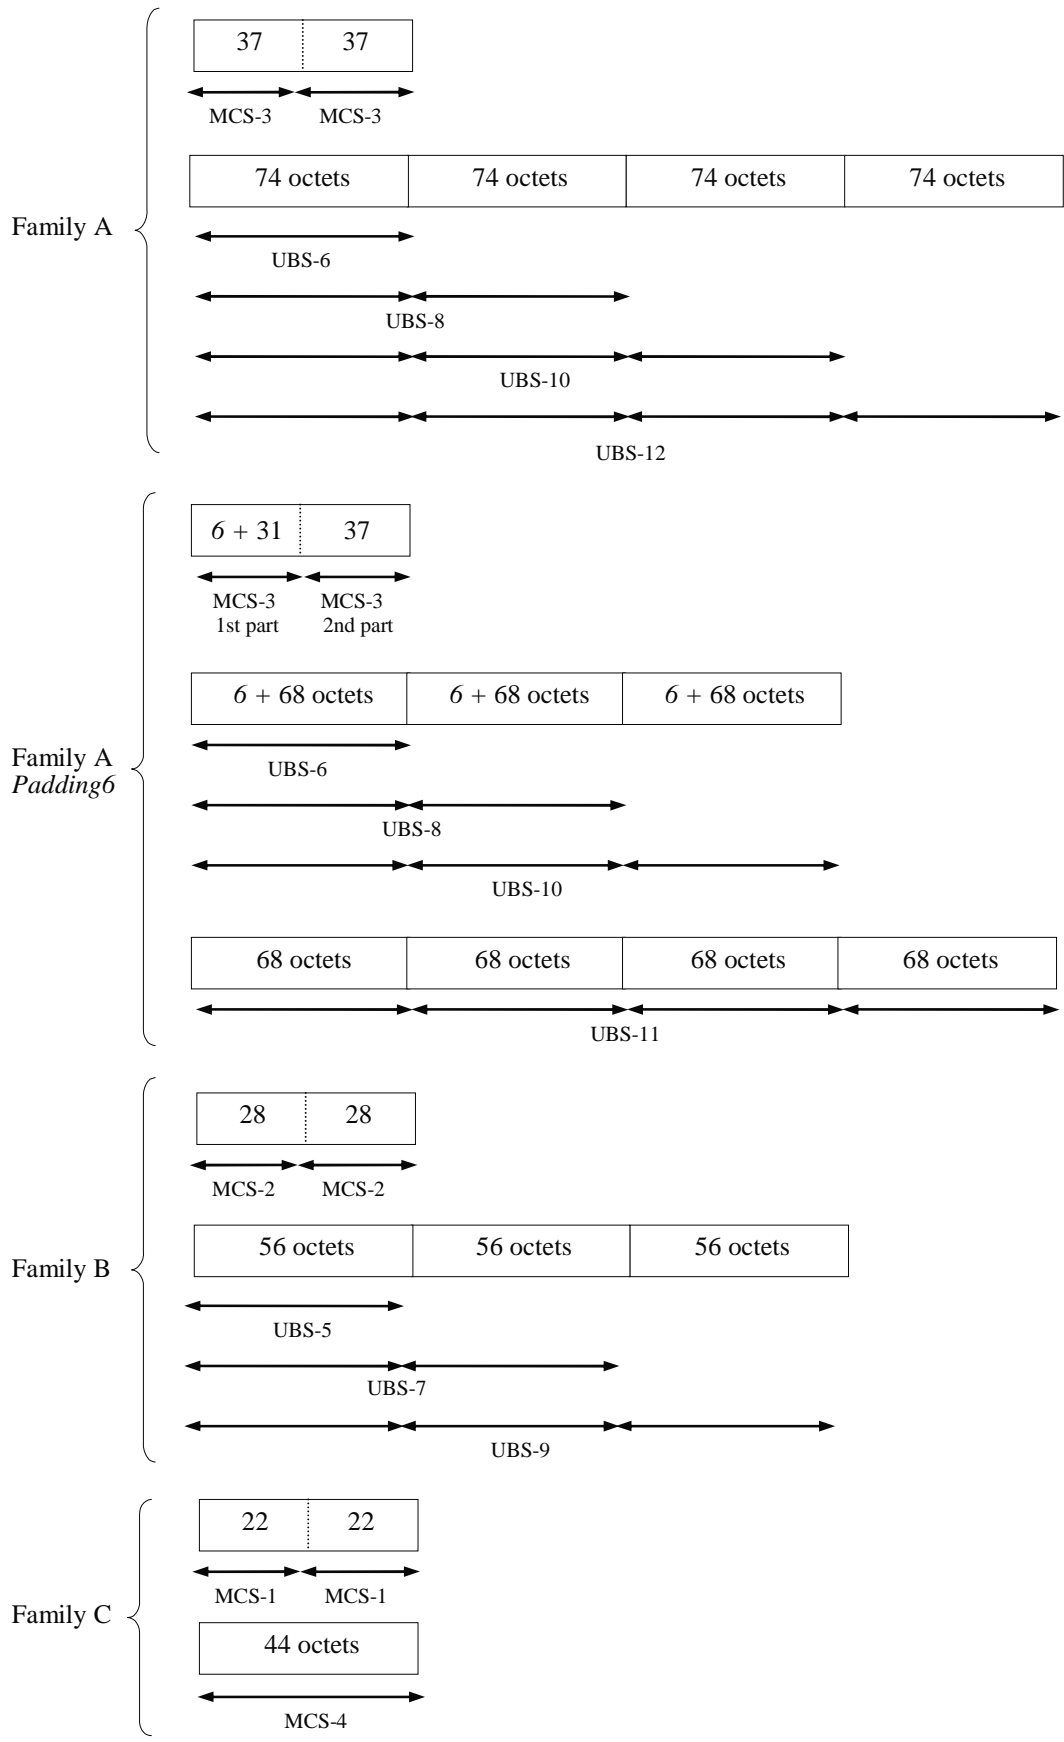 37 37
MCS-3 MCS-3
74 octets 74 octets 74 octets 74 octets
Family A
UBS-6
UBS-8
UBS-10
UBS-12
6 + 31 37
MCS-3 MCS-3
1st part 2nd part
6 + 68 octets 6 + 68 octets 6 + 68 octets
Family A
Padding6
UBS-6
UBS-8
UBS-10
68 octets 68 octets 68 octets 68 octets
UBS-11
28 28
MCS-2 MCS-2
56 octets 56 octets 56 octets
Family B
UBS-5
UBS-7
UBS-9
22 22
MCS-1 MCS-1
Family C
44 octets
MCS-4